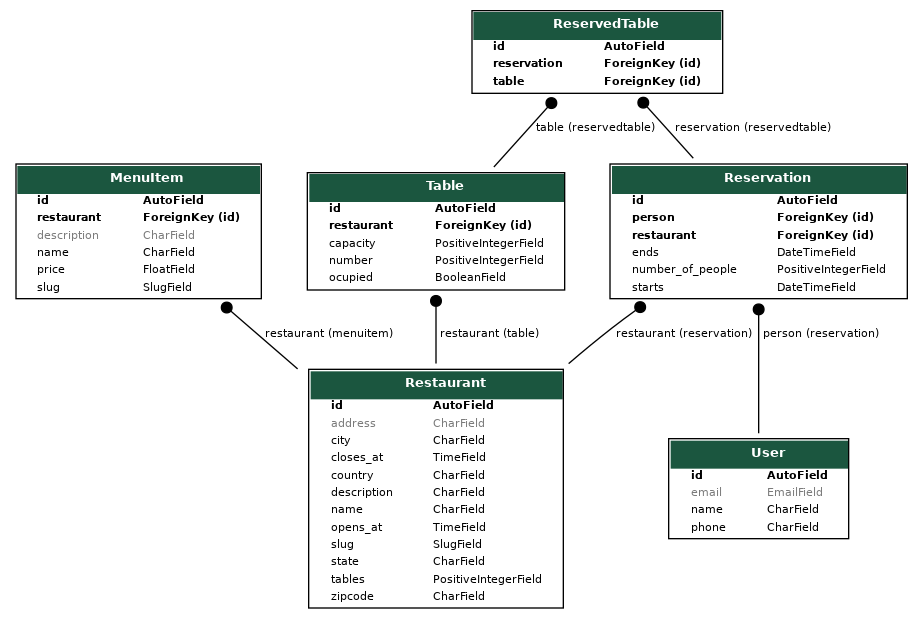 ReservedTable
id AutoField
reservation ForeignKey (id)
table ForeignKey (id)
table (reservedtable)
reservation (reservedtable)
MenuItem
id AutoField
restaurant ForeignKey (id)
description CharField
name CharField
price FloatField
slug SlugField
Table
id AutoField
restaurant ForeignKey (id)
capacity PositiveIntegerField
number PositiveIntegerField
ocupied BooleanField
Reservation
id AutoField
person ForeignKey (id)
restaurant ForeignKey (id)
ends DateTimeField
number_of_people PositiveIntegerField
starts DateTimeField
restaurant (menuitem)
restaurant (table)
restaurant (reservation)
person (reservation)
Restaurant
id AutoField
address CharField
city CharField
closes_at TimeField
country CharField
description CharField
name CharField
opens_at TimeField
slug SlugField
state CharField
tables PositiveIntegerField
zipcode CharField
User
id AutoField
email EmailField
name CharField
phone CharField